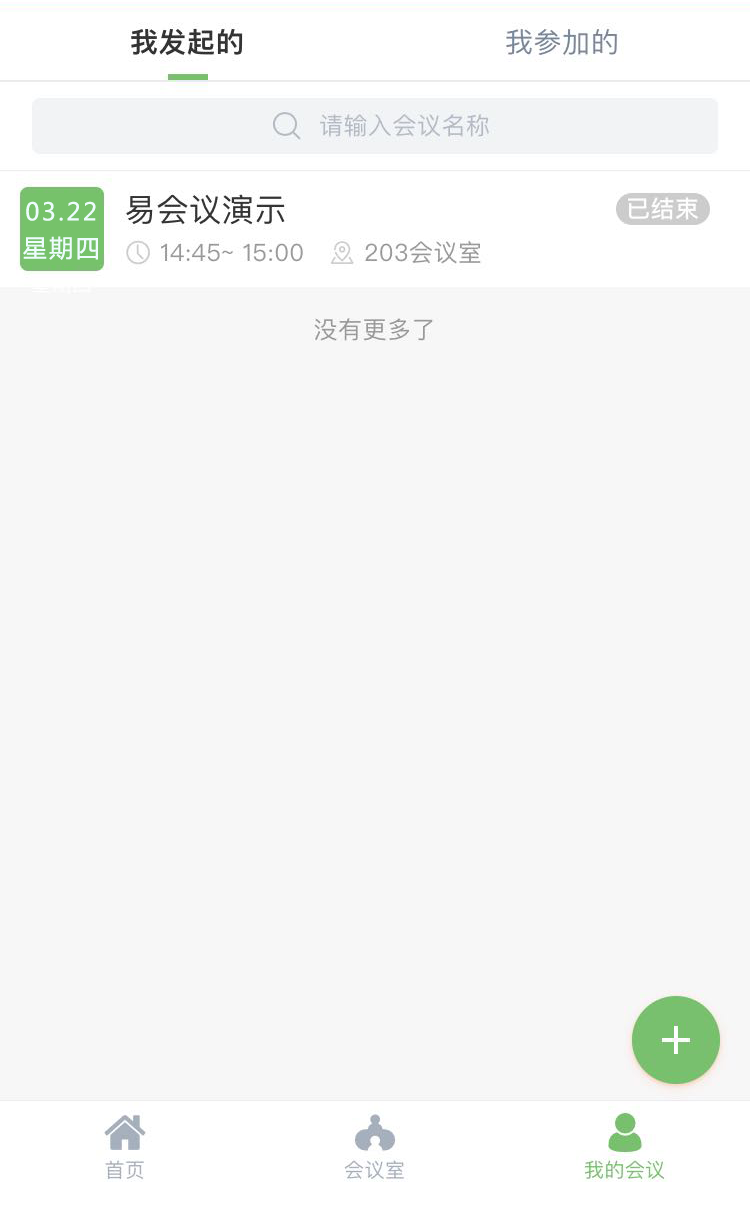 我发起的 我参加的
请输入会议名称
03.22
星期四
易会议演示
已结束
14:45~ 15:00 203会议室
没有更多了
首页 会议室 我的会议